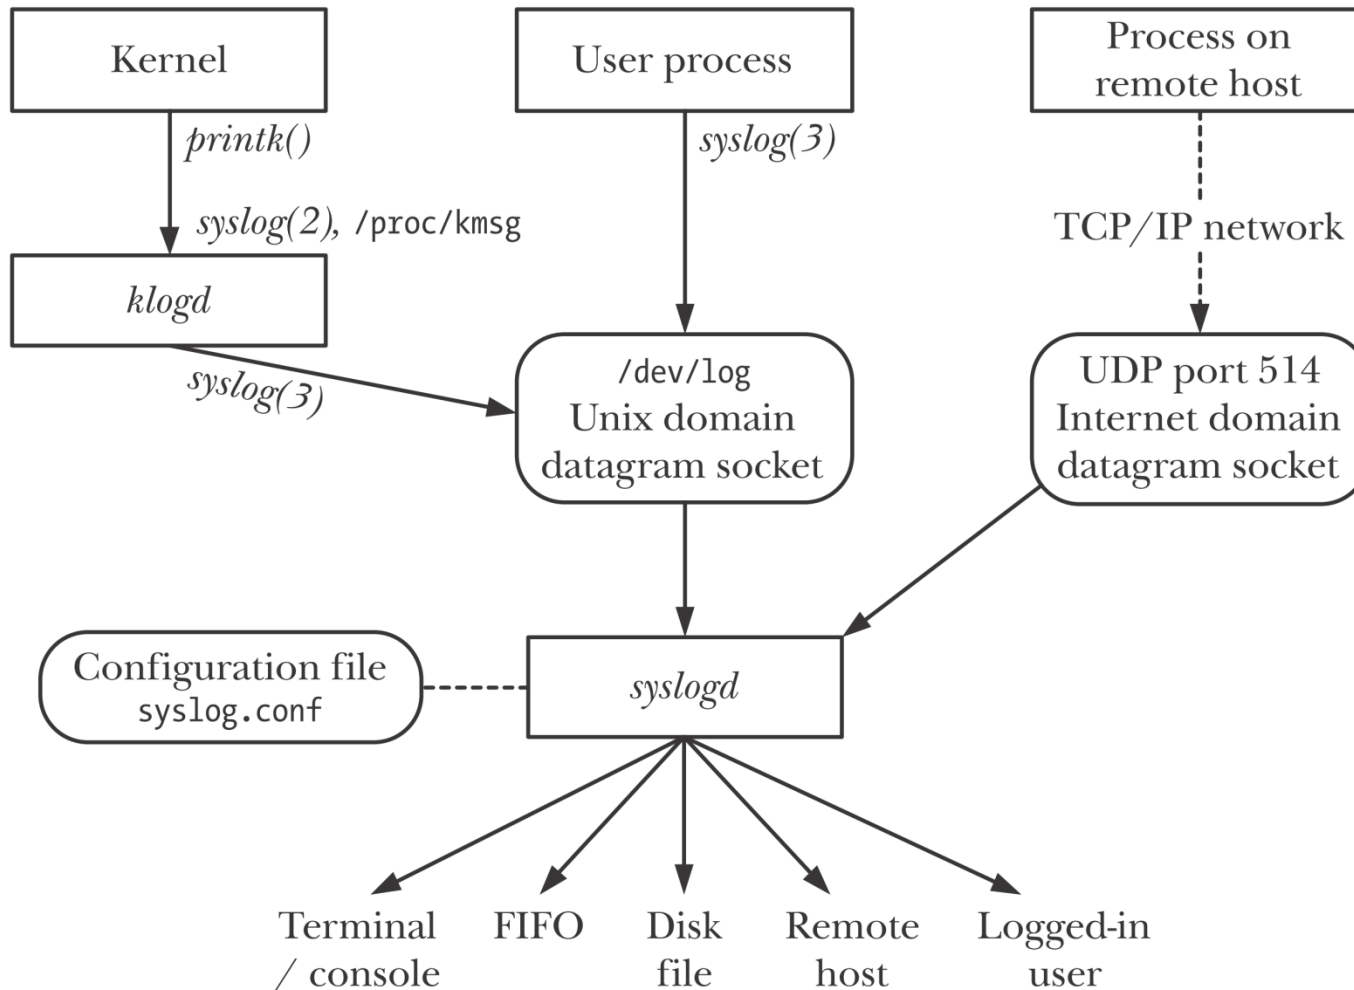 Kernel
User process
Process on
remote host
printk()
syslog(3)
syslog(2), /proc/kmsg
TCP/IP network
klogd
syslog(3)
/dev/log
Unix domain
datagram socket
UDP port 514
Internet domain
datagram socket
Configuration file
syslog.conf
syslogd
Terminal
/ console
FIFO
Disk
file
Remote
host
Logged-in
user